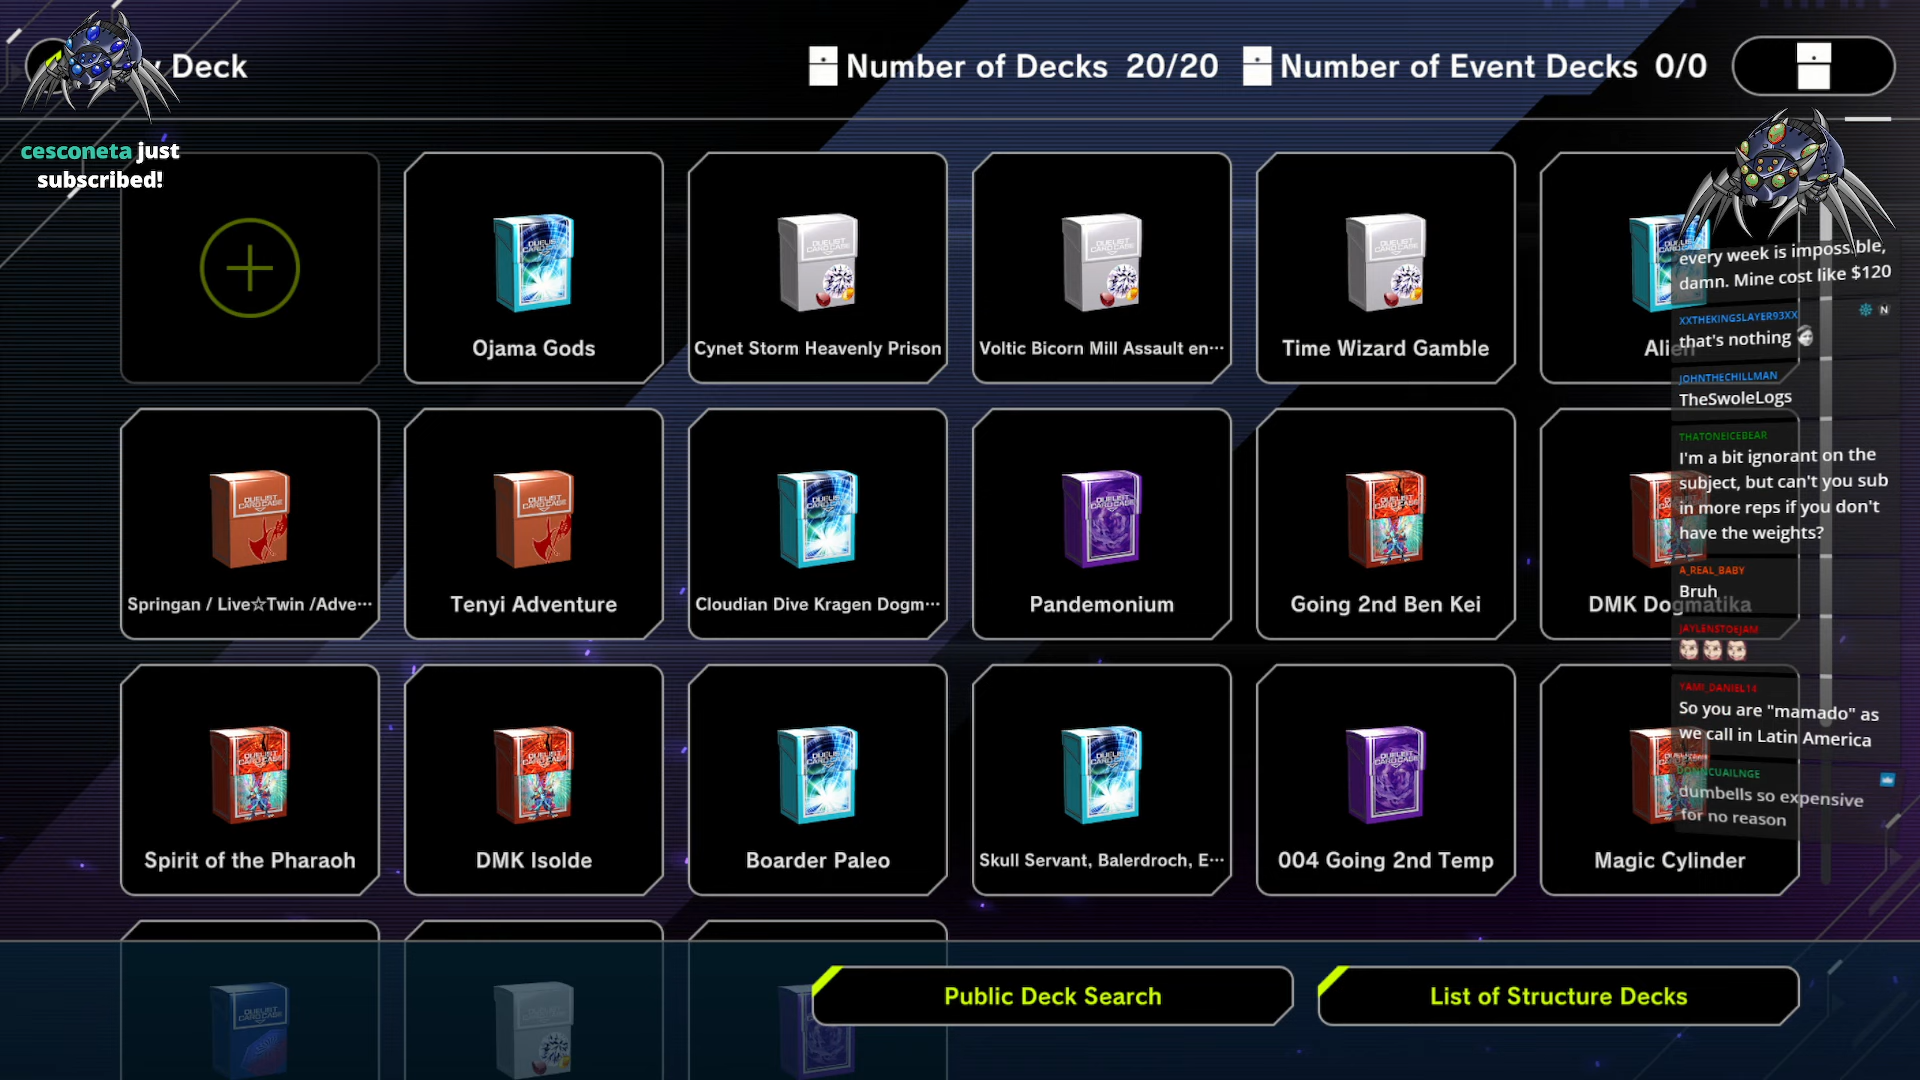 Deck
Number of Decks 20/20
Number of Event Decks 0/0
cesconeta just
subscribed!
Ojama Gods
Cynet Storm Heavenly Prison
Voltic Bicorn Mill Assault en···
Time Wizard Gamble
Alien
Springan / Live☆Twin /Adve···
Tenyi Adventure
Cloudian Dive Kragen Dogm···
Pandemonium
Going 2nd Ben Kei
DMK Dogmatika
Spirit of the Pharaoh
DMK Isolde
Boarder Paleo
Skull Servant, Balerdroch, E···
004 Going 2nd Temp
Magic Cylinder
Public Deck Search
List of Structure Decks
every week is impossible,
damn. Mine cost like $120
XXTHEKINGSLAYER93XX
that's nothing
JOHNTHECHILLMAN
TheSwoleLogs
THATONEICEBEAR
I'm a bit ignorant on the
subject, but can't you sub
in more reps if you don't
have the weights?
A_REAL_BABY
Bruh
JAYLENSTOEJAM
YAMI_DANIEL14
So you are "mamado" as
we call in Latin America
DONNCUAILNGE
dumbells so expensive
for no reason